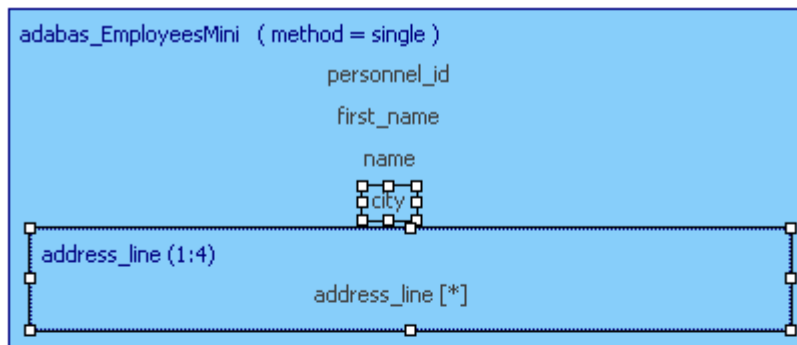 adabas_EmployeesMini ( method = single )
personnel_id
first_name
name
city
address_line (1:4)
address_line [*]